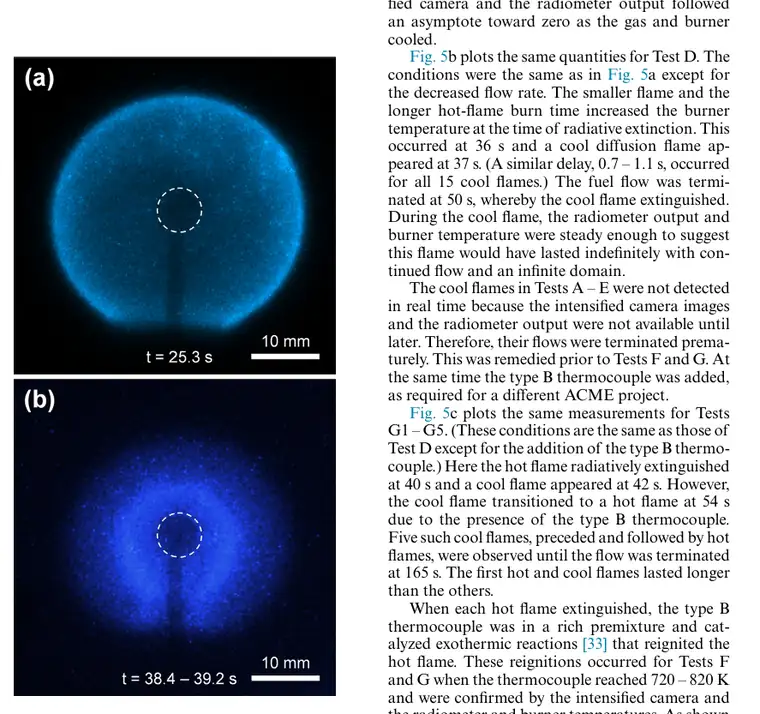 (a)
10 mm
t = 25.3 s
(b)
10 mm
t = 38.4 – 39.2 s
fied camera and the radiometer output followed
an asymptote toward zero as the gas and burner
cooled.
Fig. 5b plots the same quantities for Test D. The
conditions were the same as in Fig. 5a except for
the decreased flow rate. The smaller flame and the
longer hot-flame burn time increased the burner
temperature at the time of radiative extinction. This
occurred at 36 s and a cool diffusion flame ap-
peared at 37 s. (A similar delay, 0.7 – 1.1 s, occurred
for all 15 cool flames.) The fuel flow was termi-
nated at 50 s, whereby the cool flame extinguished.
During the cool flame, the radiometer output and
burner temperature were steady enough to suggest
this flame would have lasted indefinitely with con-
tinued flow and an infinite domain.
The cool flames in Tests A – E were not detected
in real time because the intensified camera images
and the radiometer output were not available until
later. Therefore, their flows were terminated prema-
turely. This was remedied prior to Tests F and G. At
the same time the type B thermocouple was added,
as required for a different ACME project.
Fig. 5c plots the same measurements for Tests
G1 – G5. (These conditions are the same as those of
Test D except for the addition of the type B thermo-
couple.) Here the hot flame radiatively extinguished
at 40 s and a cool flame appeared at 42 s. However,
the cool flame transitioned to a hot flame at 54 s
due to the presence of the type B thermocouple.
Five such cool flames, preceded and followed by hot
flames, were observed until the flow was terminated
at 165 s. The first hot and cool flames lasted longer
than the others.
When each hot flame extinguished, the type B
thermocouple was in a rich premixture and cat-
alyzed exothermic reactions [33] that reignited the
hot flame. These reignitions occurred for Tests F
and G when the thermocouple reached 720 – 820 K
and were confirmed by the intensified camera and
the radiometer and burner temperatures. As shown